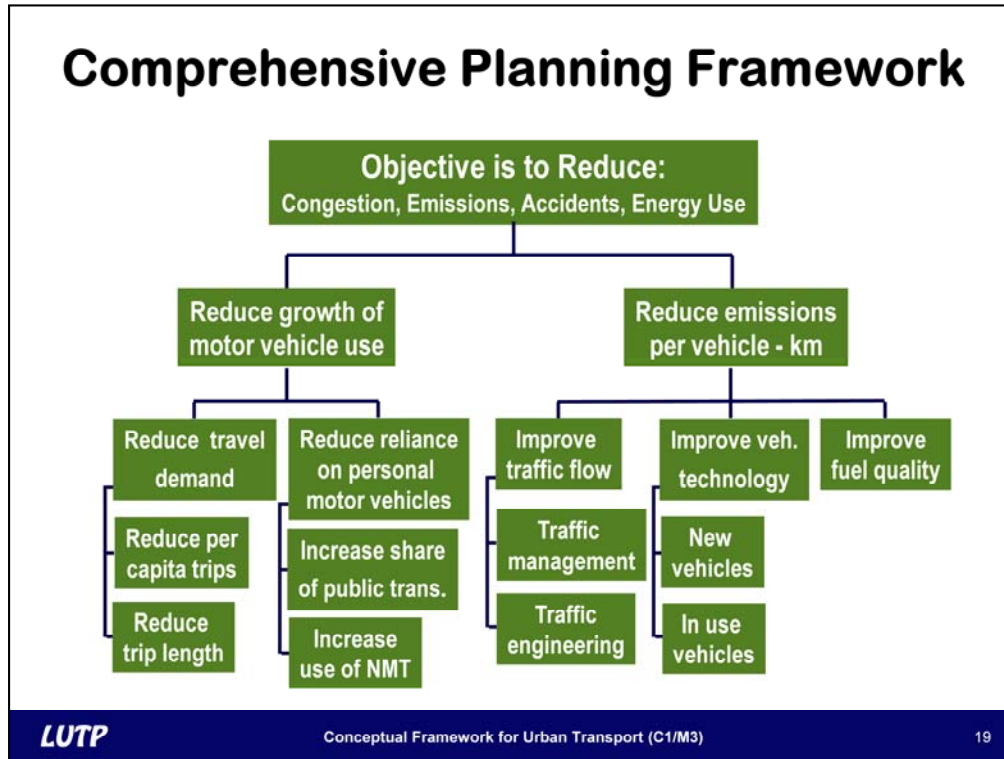 Comprehensive Planning Framework
Objective is to Reduce:
Congestion, Emissions, Accidents, Energy Use
Reduce growth of
motor vehicle use
Reduce emissions
per vehicle - km
Reduce travel
demand
Reduce per
capita trips
Reduce
trip length
Reduce reliance
on personal
motor vehicles
Increase share
of public trans.
Increase
use of NMT
Improve
traffic flow
Traffic
management
Traffic
engineering
Improve veh.
technology
New
vehicles
In use
vehicles
Improve
fuel quality
LUTP
Conceptual Framework for Urban Transport (C1/M3)
19